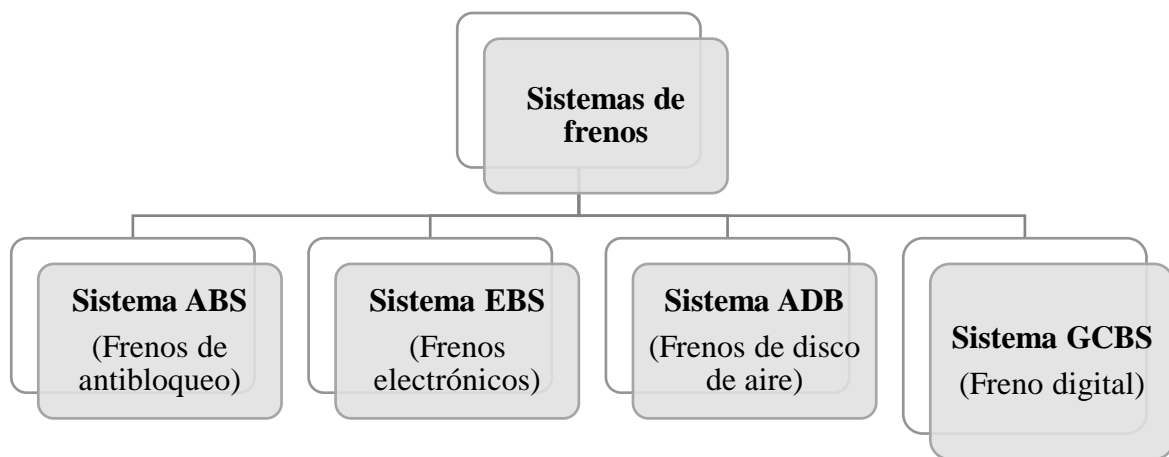 Sistemas de
frenos
Sistema ABS
(Frenos de
antibloqueo)
Sistema EBS
(Frenos
electrónicos)
Sistema ADB
(Frenos de disco
de aire)
Sistema GCBS
(Freno digital)